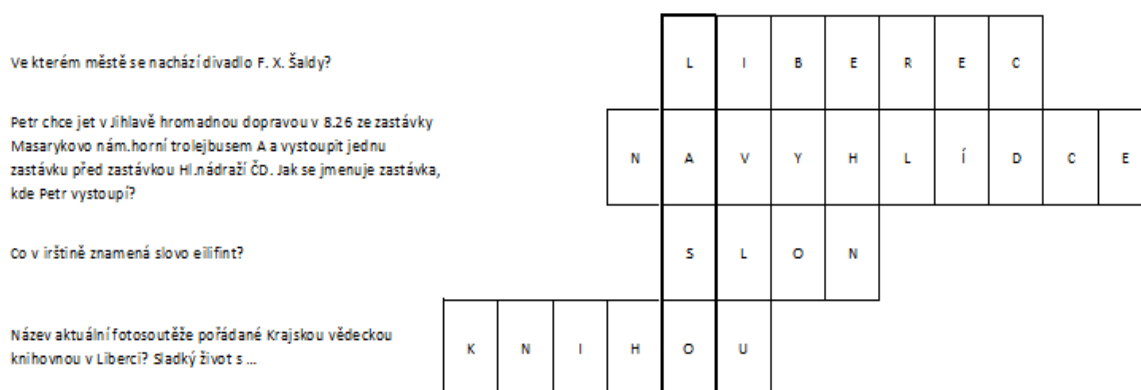 Ve kterém městě se nachází divadlo F. X. Šaldy?
L I B E R E C
Petr chce jet v Jihlavě hromadnou dopravou v 8.26 ze zastávky
Masarykovo nám.horní trolejbusem A a vystoupit jednu
zastávku před zastávkou Hl.nádraží ČD. Jak se jmenuje zastávka,
kde Petr vystoupí?
N A V Y H L Í D C E
Co v irštině znamená slovo eilifint?
S L O N
Název aktuální fotosoutěže pořádané Krajskou vědeckou
knihovnou v Liberci? Sladký život s ...
K N I H O U